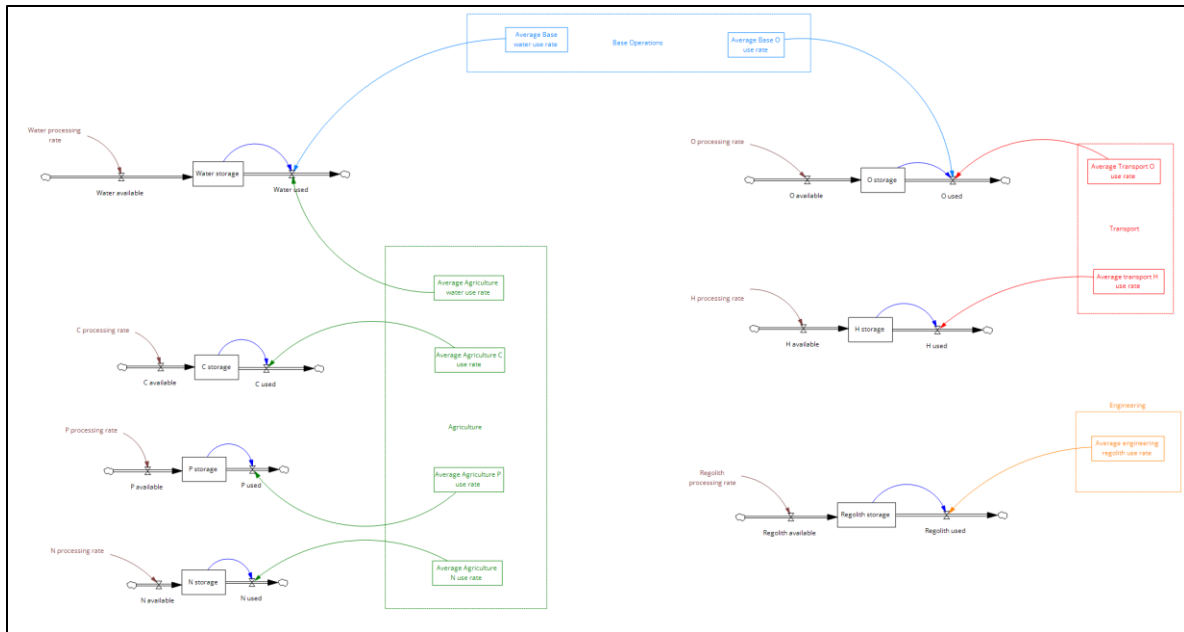 Average Base
water use rate
Base Operations
Average Base O
use rate
Water processing
rate
Water storage
Water available
Water used
O processing rate
O storage
O available
O used
Average Transport O
use rate
Transport
Average transport H
use rate
Average Agriculture
water use rate
H processing rate
H storage
H available
H used
C processing rate
C storage
C available
C used
Average Agriculture C
use rate
Agriculture
Engineering
Average engineering
regolith use rate
P processing rate
P storage
P available
P used
Average Agriculture P
use rate
Regolith
processing rate
Regolith storage
Regolith available
Regolith used
N processing rate
N storage
N available
N used
Average Agriculture
N use rate